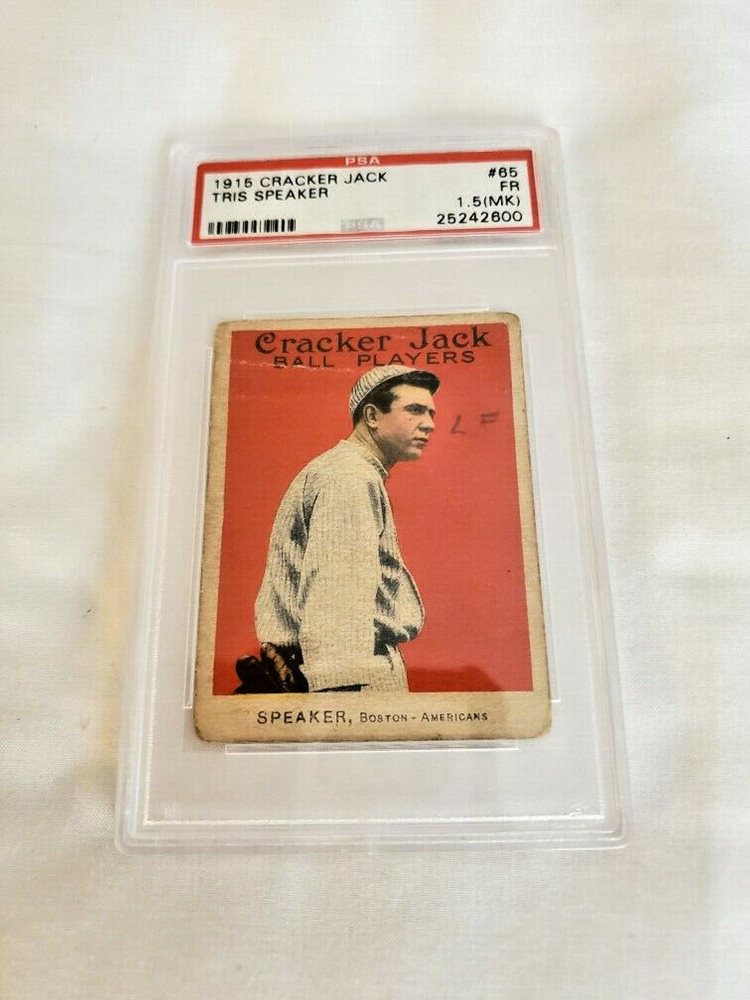 PSA
1915 CRACKER JACK #65
TRIS SPEAKER FR
1.5(MK)
PSA 25242600
Cracker Jack
BALL PLAYERS
L F
SPEAKER, BOSTON - AMERICANS